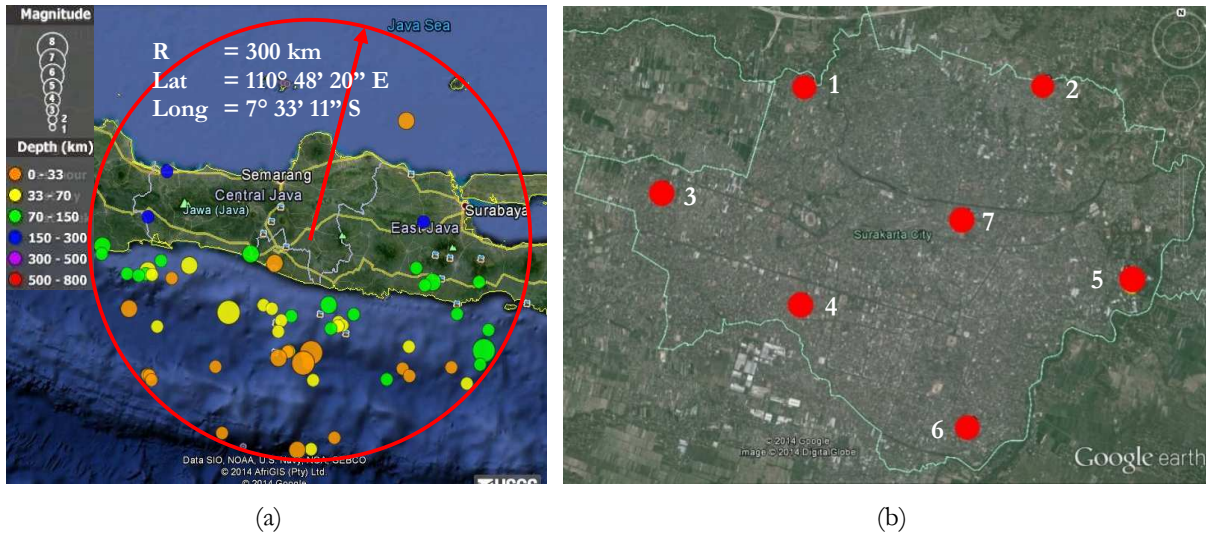 Magnitude
8
7
6
5
4
3
2
1
Depth (km)
0 - 33
33 - 70
70 - 150
150 - 300
300 - 500
500 - 800
Java Sea
R = 300 km
Lat = 110° 48’ 20” E
Long = 7° 33’ 11” S
Semarang
Central Java
Jawa (Java)
Surabaya
East Java
Data SIO, NOAA, U.S. Navy, NGA, GEBCO
© 2014 AfriGIS (Pty) Ltd.
© 2014 Google
USGS
(a)
N
1
2
3
7
Surakarta City
5
4
6
© 2014 Google
Image © 2014 DigitalGlobe
Google earth
(b)